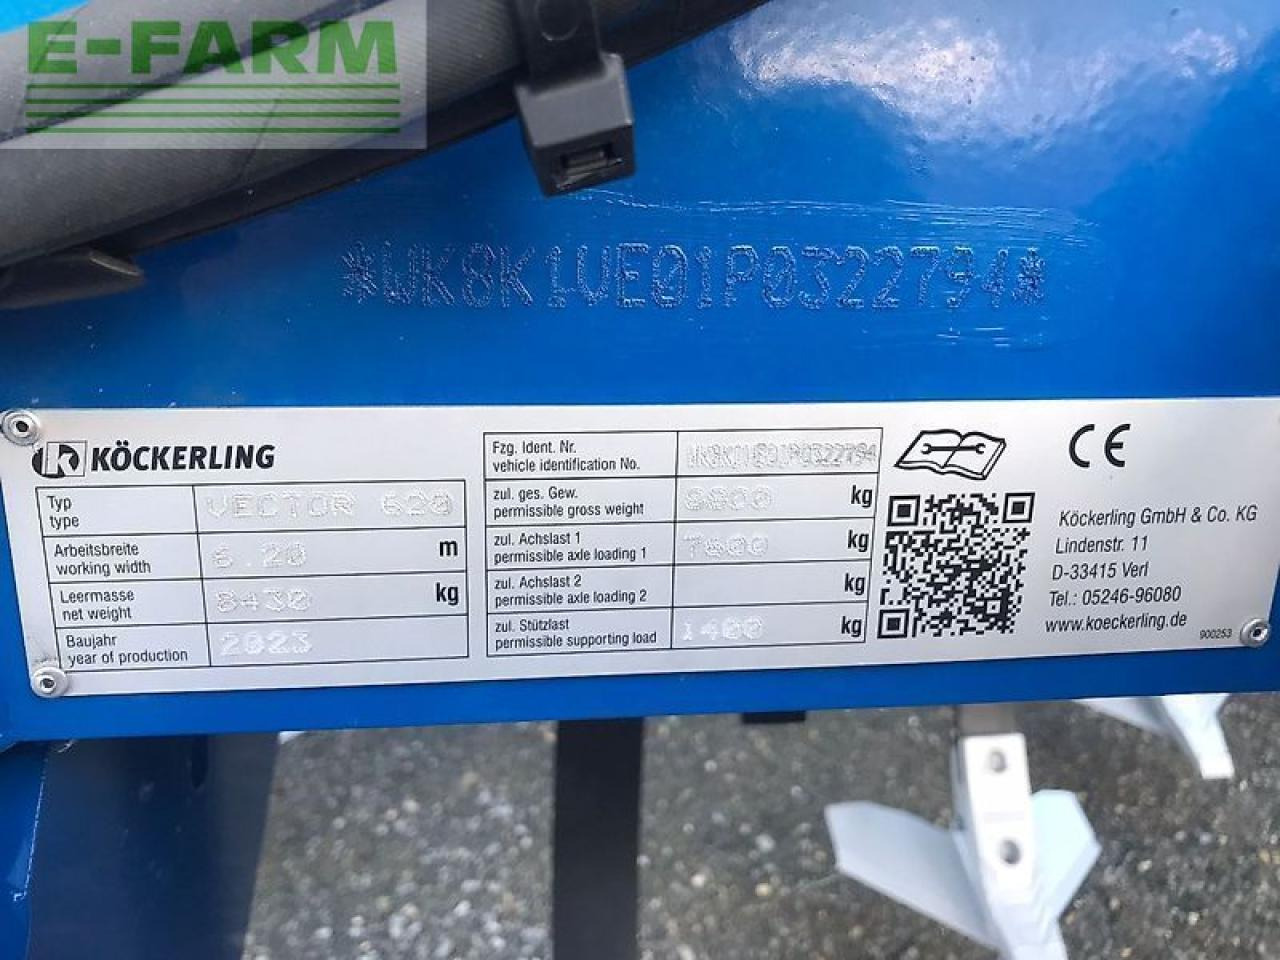 E-FARM
*WK8K1VE01P0322794*
KÖCKERLING
Typ
type
VECTOR 620
Arbeitsbreite
working width
6.20 m
Leermasse
net weight
8430 kg
Baujahr
year of production
2023
Fzg. Ident. Nr.
vehicle identification No.
WK8K1VE01P0322794
zul. ges. Gew.
permissible gross weight
kg
zul. Achslast 1
permissible axle loading 1
kg
zul. Achslast 2
permissible axle loading 2
kg
zul. Stützlast
permissible supporting load
1400 kg
CE
Köckerling GmbH & Co. KG
Lindenstr. 11
D-33415 Verl
Tel.: 05246-96080
www.koeckerling.de
900253